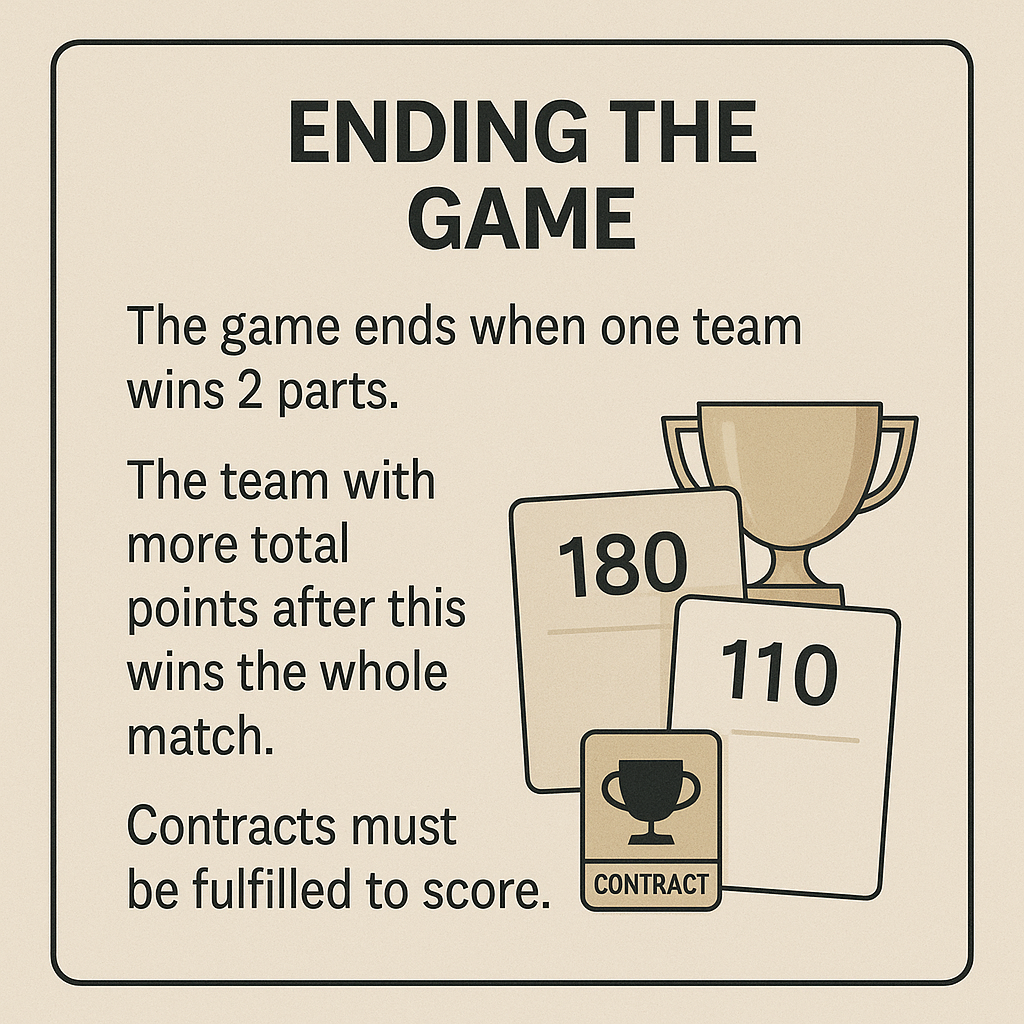 ENDING THE
GAME
The game ends when one team
wins 2 parts.
The team with
more total
points after this
wins the whole
match.
Contracts must
be fulfilled to score.
180
110
CONTRACT